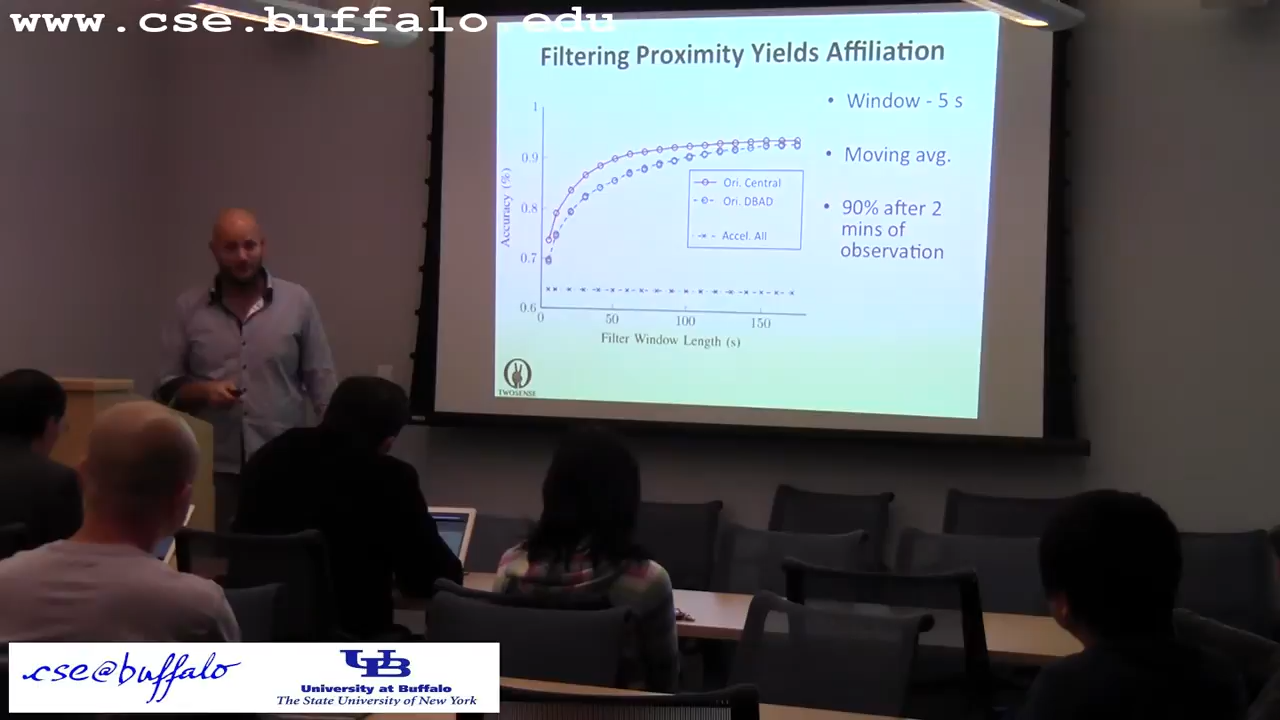 www.cse.buffalo.edu
Filtering Proximity Yields Affiliation
• Window - 5 s
• Moving avg.
• 90% after 2
mins of
observation
1
0.9
0.8
0.7
0.6
Accuracy (%)
Ori. Central
Ori. DBAD
Accel. All
0
50
100
150
Filter Window Length (s)
TWOSENSE
cse@buffalo
UB
University at Buffalo
The State University of New York